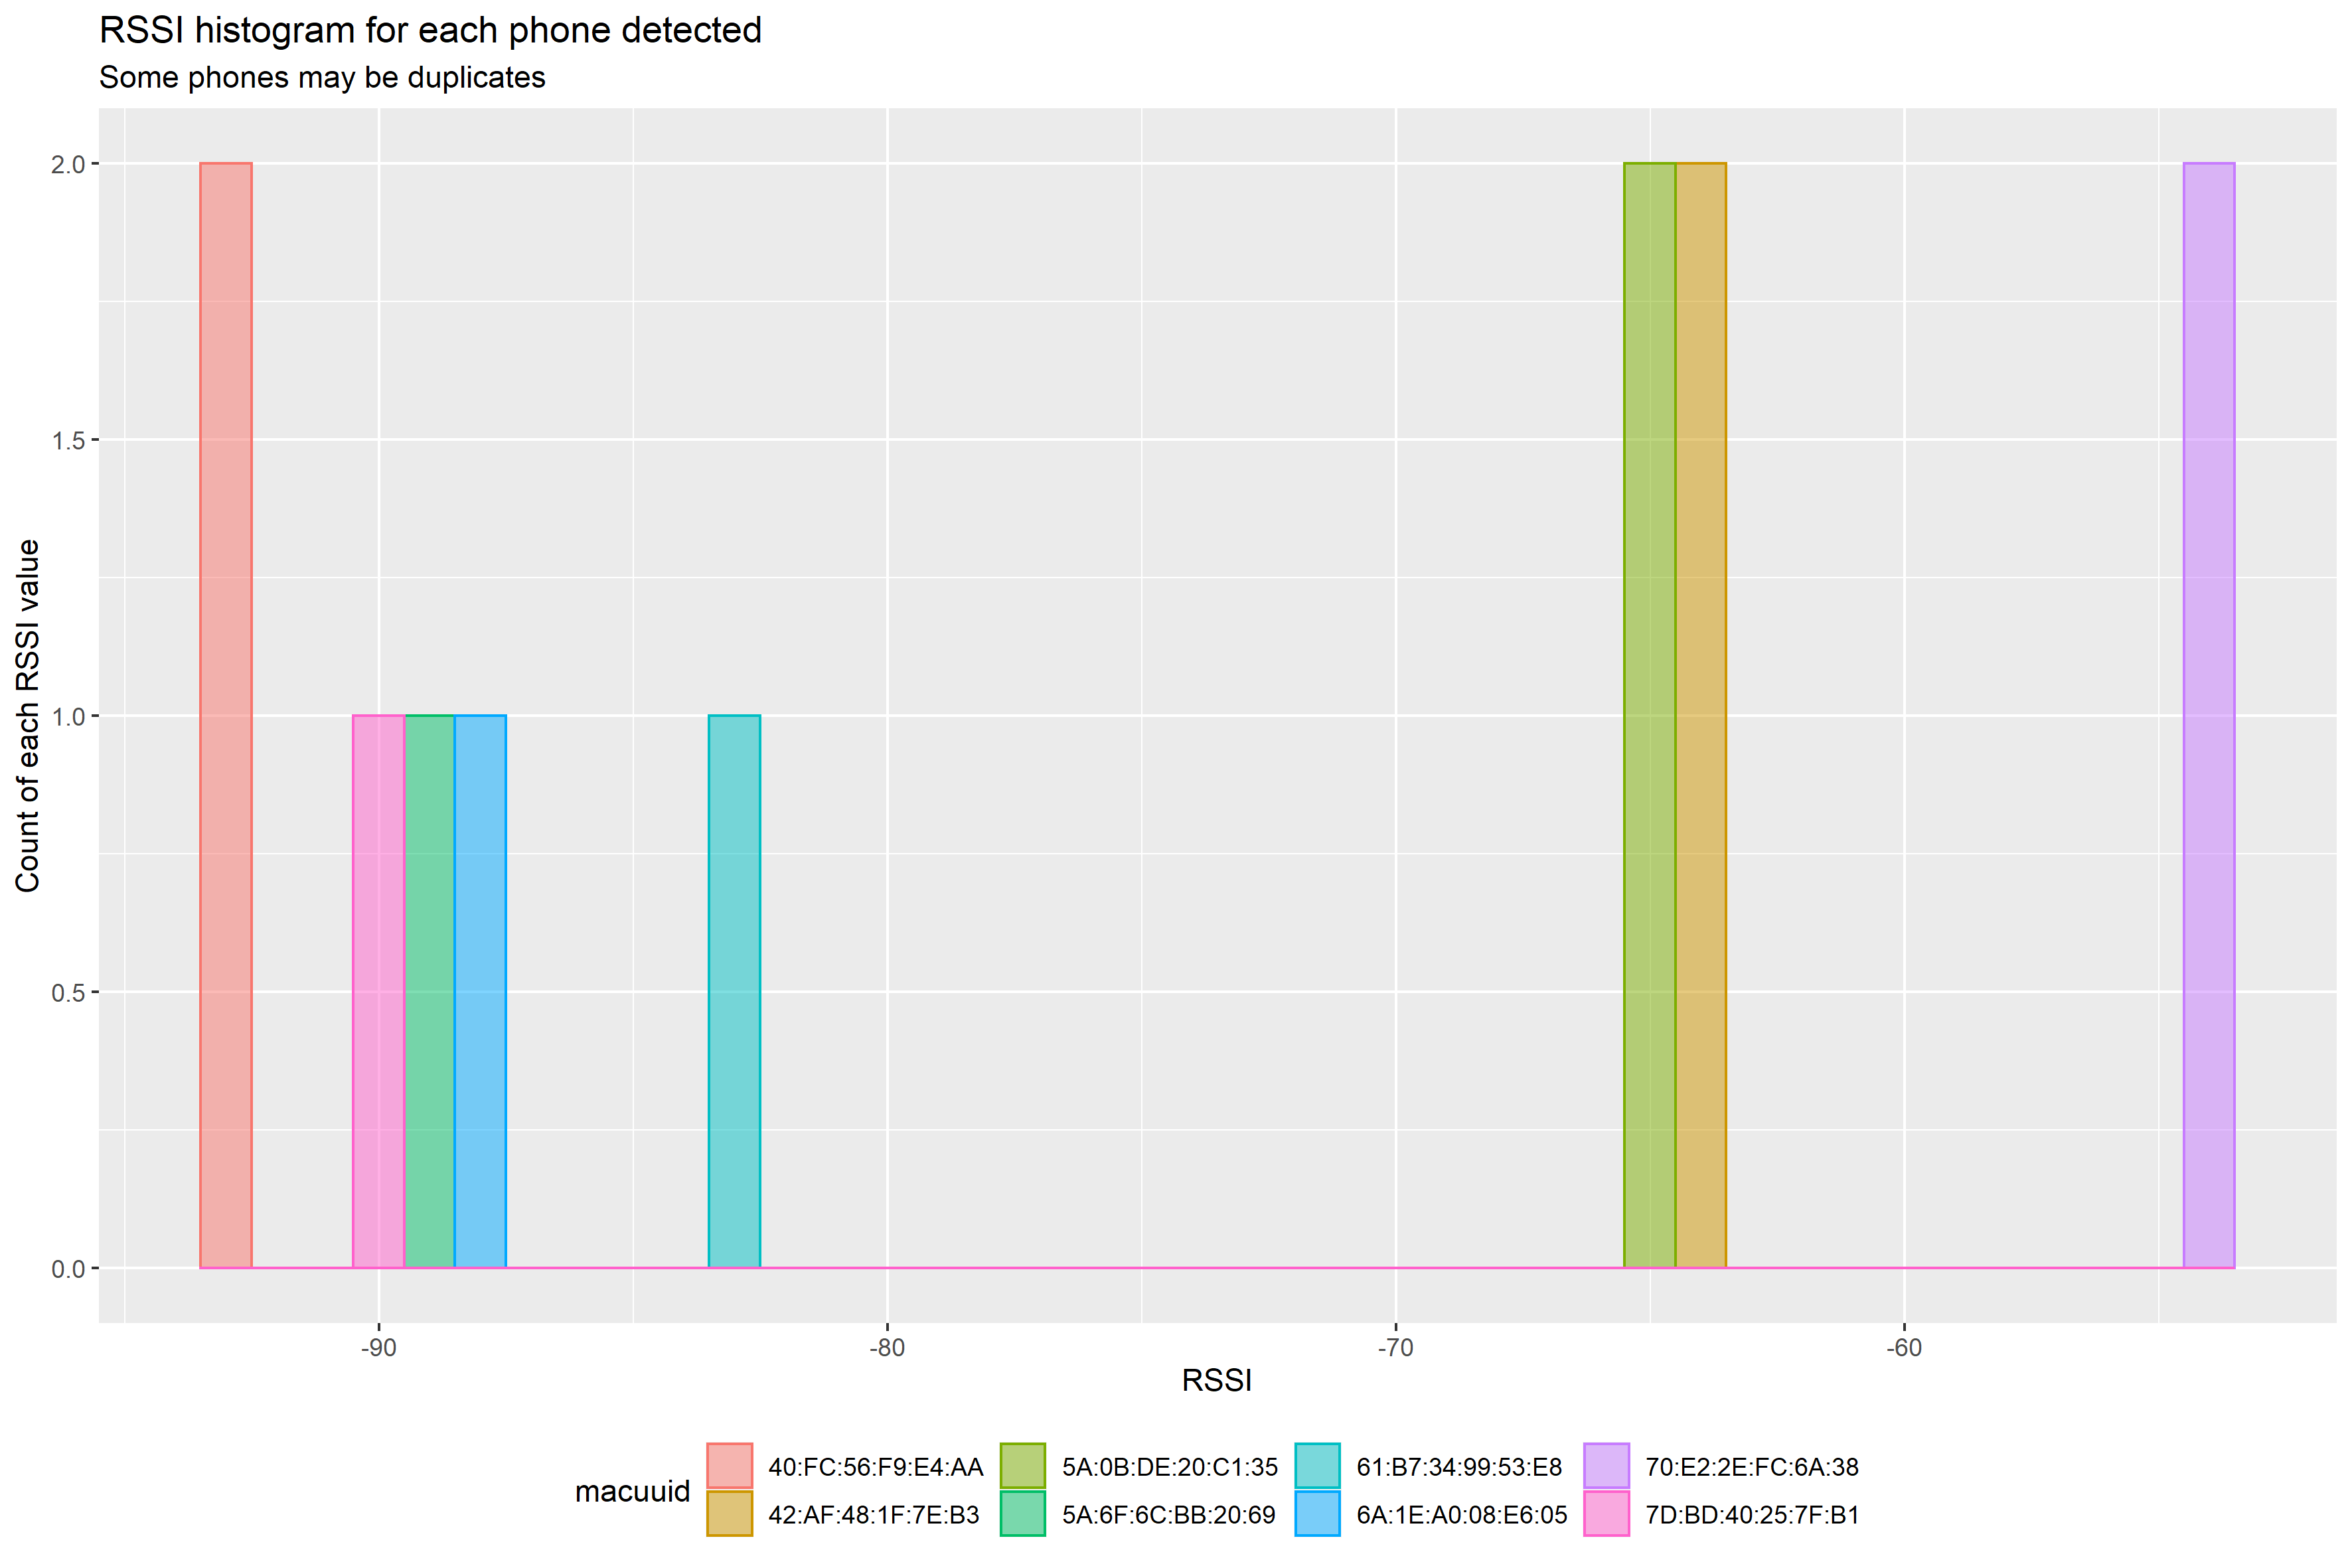 RSSI histogram for each phone detected
Some phones may be duplicates
2.0
1.5
1.0
0.5
0.0
Count of each RSSI value
-90 -80 -70 -60
RSSI
macuuid
40:FC:56:F9:E4:AA 5A:0B:DE:20:C1:35 61:B7:34:99:53:E8 70:E2:2E:FC:6A:38
42:AF:48:1F:7E:B3 5A:6F:6C:BB:20:69 6A:1E:A0:08:E6:05 7D:BD:40:25:7F:B1